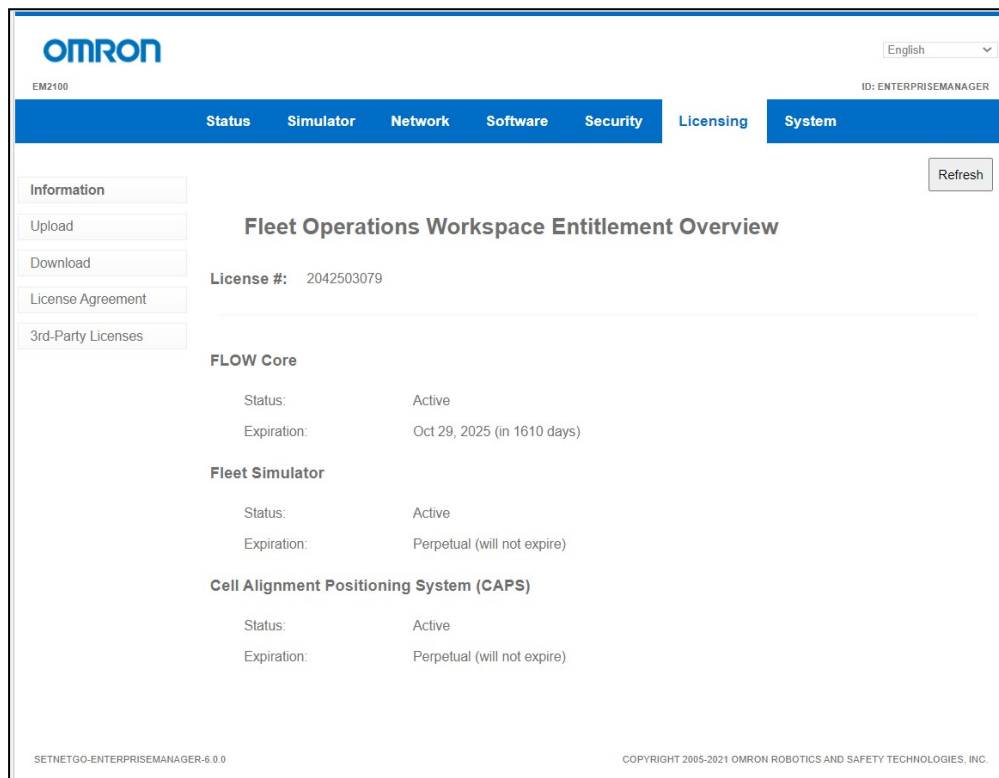 OMRON
English
EM2100
ID: ENTERPRISEMANAGER
Status Simulator Network Software Security Licensing System
Refresh
Information
Upload
Download
License Agreement
3rd-Party Licenses
Fleet Operations Workspace Entitlement Overview
License #: 2042503079
FLOW Core
Status: Active
Expiration: Oct 29, 2025 (in 1610 days)
Fleet Simulator
Status: Active
Expiration: Perpetual (will not expire)
Cell Alignment Positioning System (CAPS)
Status: Active
Expiration: Perpetual (will not expire)
SETNETGO-ENTERPRISEMANAGER-6.0.0
COPYRIGHT 2005-2021 OMRON ROBOTICS AND SAFETY TECHNOLOGIES, INC.